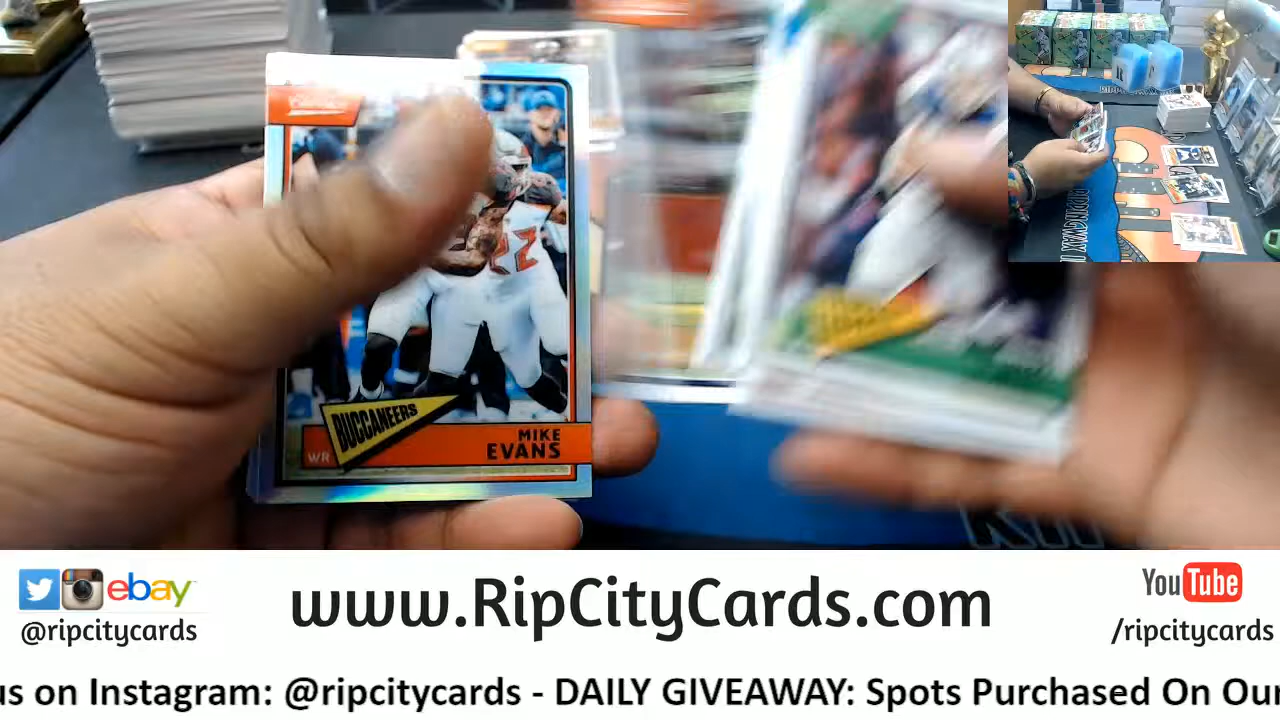 BUCCANEERS
WR
MIKE
EVANS
ebay
@ripcitycards
www.RipCityCards.com
YouTube
/ripcitycards
us on Instagram: @ripcitycards - DAILY GIVEAWAY: Spots Purchased On Our